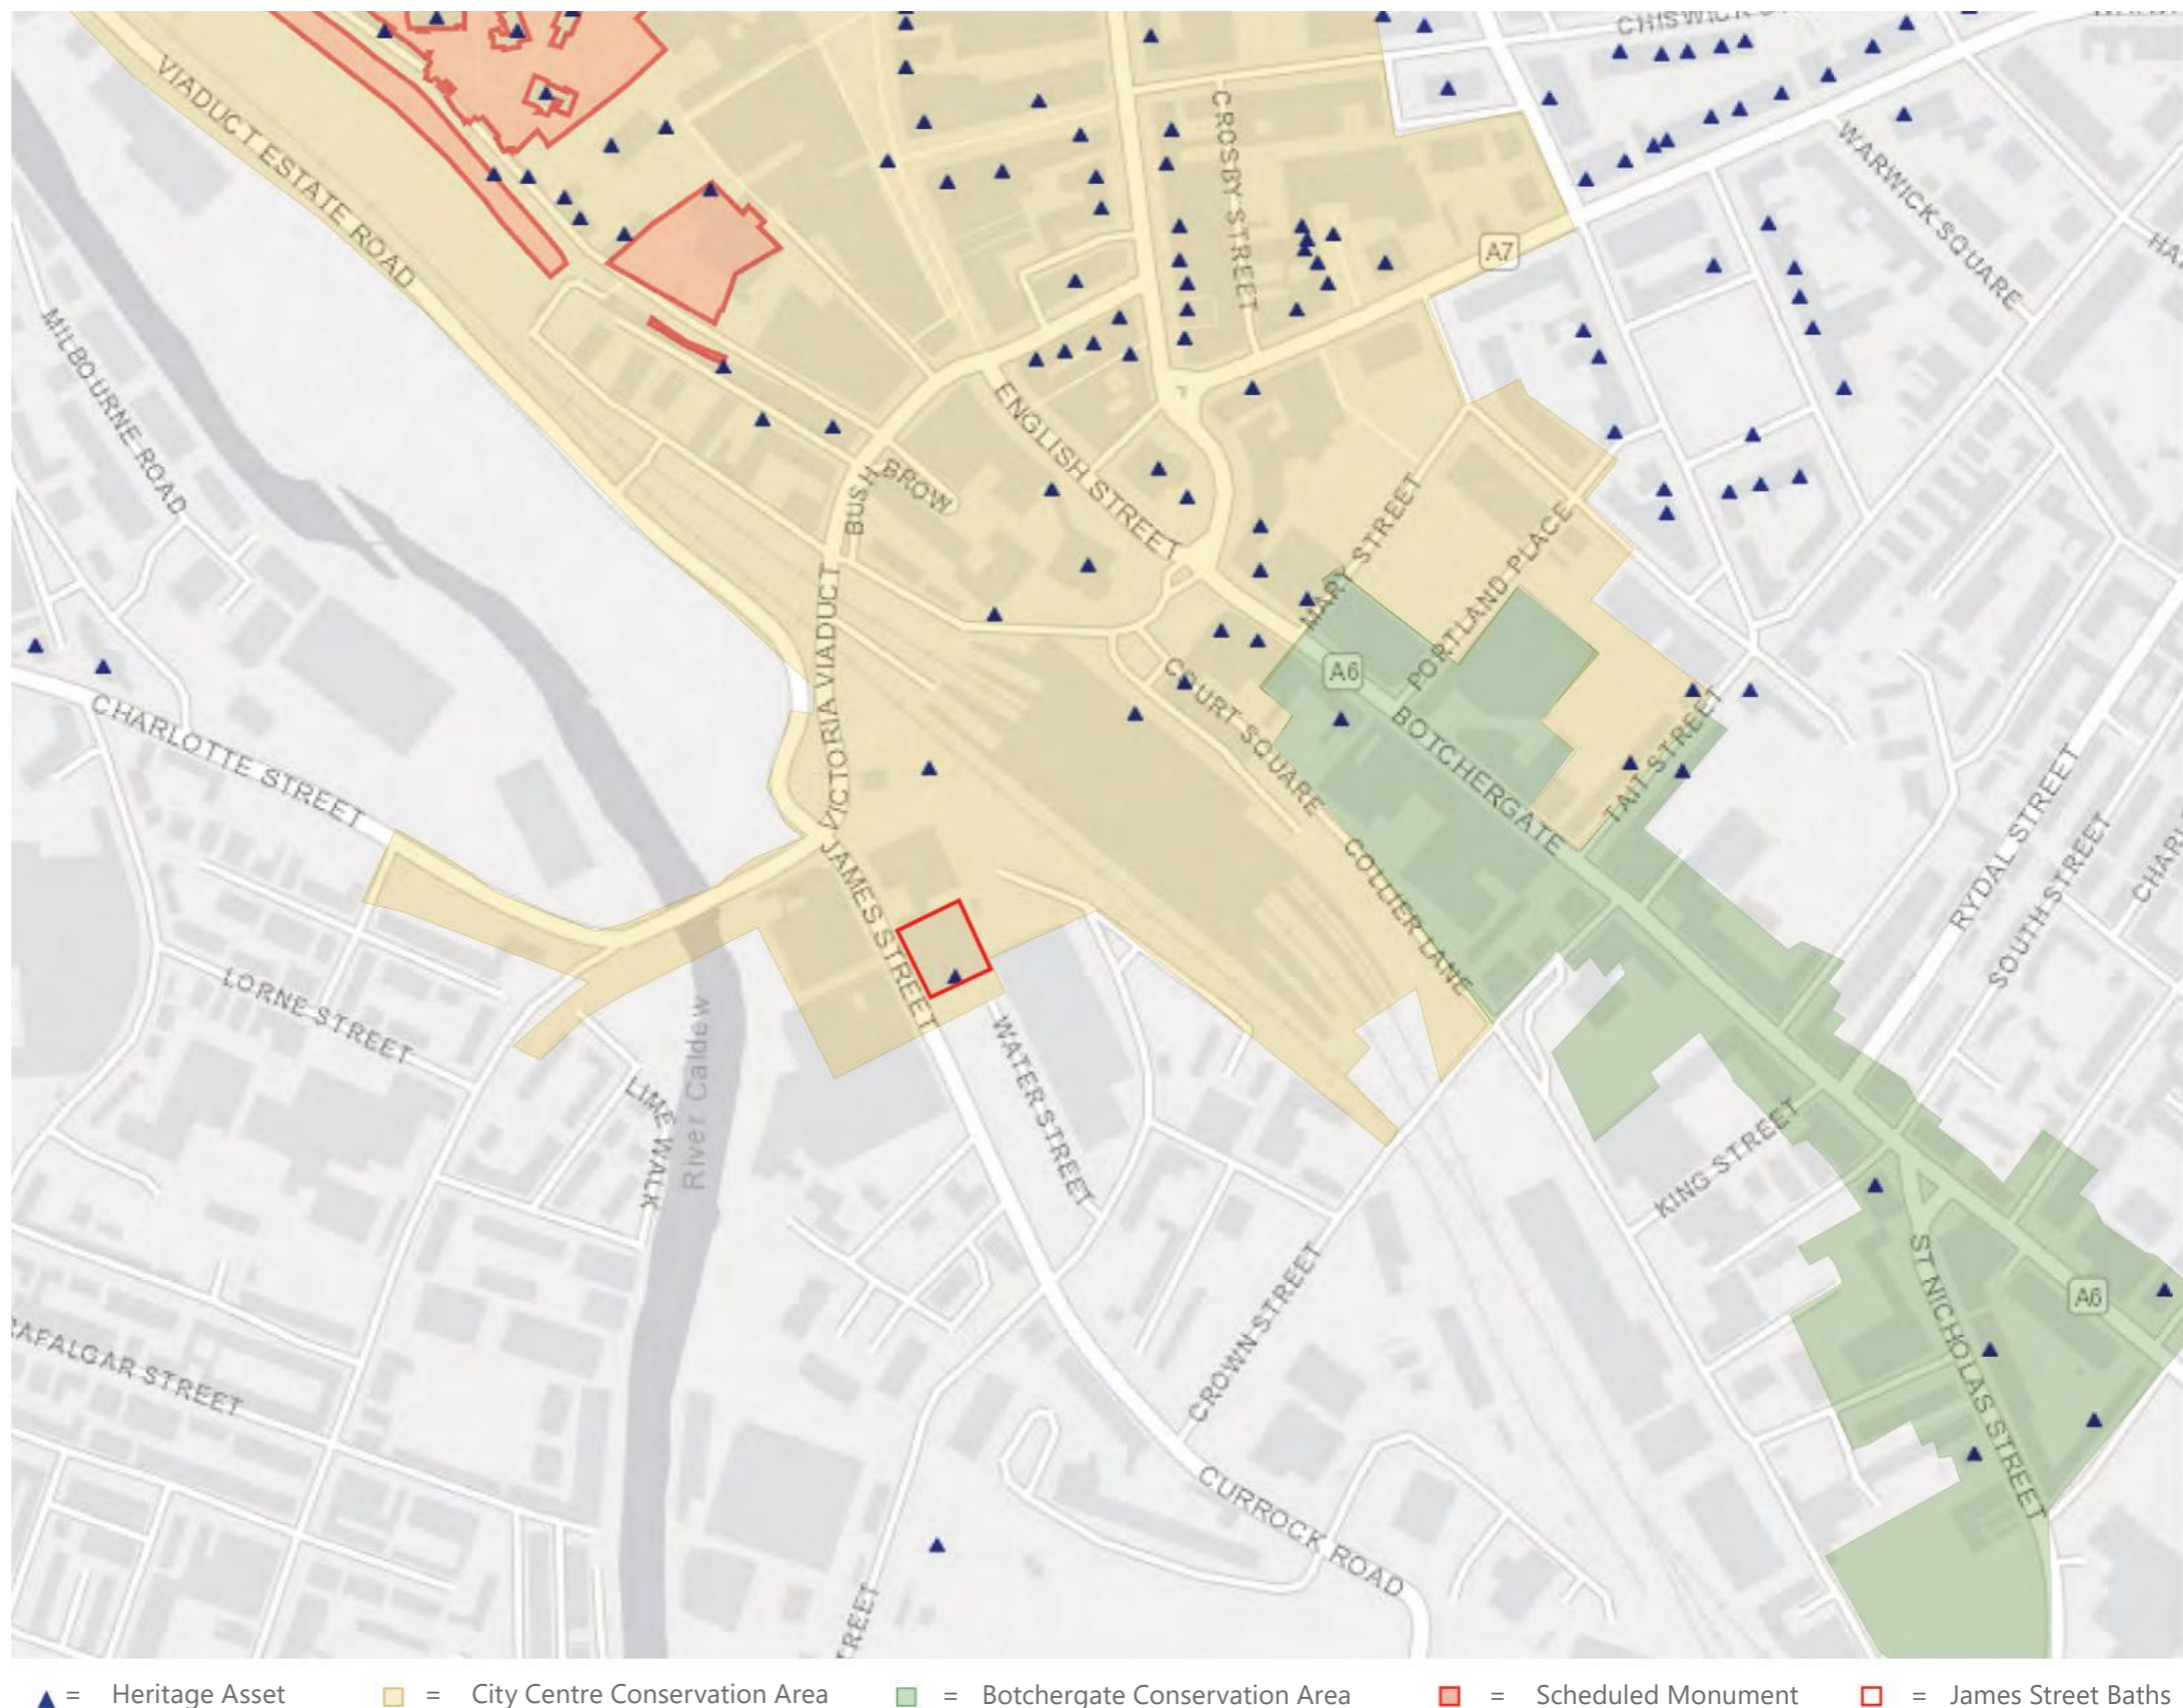 CHISWICK
VIADUCT ESTATE ROAD
CROSBY STREET
WARWICK SQUARE
A7
MILBOURNE ROAD
ENGLISH STREET
BUSH
BROW
MARY STREET
PORTLAND PLACE
VICTORIA VIADUCT
A6
COURT SQUARE
BOTCHERGATE
TAIT STREET
CHARLOTTE STREET
RYDAL STREET
SOUTH STREET
JAMES STREET
COLLIER LANE
LORNE STREET
River Caldew
WATER STREET
LIME WALK
KING STREET
ST NICHOLAS STREET
A6
CROWN STREET
AFALGAR STREET
CURROCK ROAD
TREET
▲ = Heritage Asset
= City Centre Conservation Area
= Botchergate Conservation Area
= Scheduled Monument
= James Street Baths